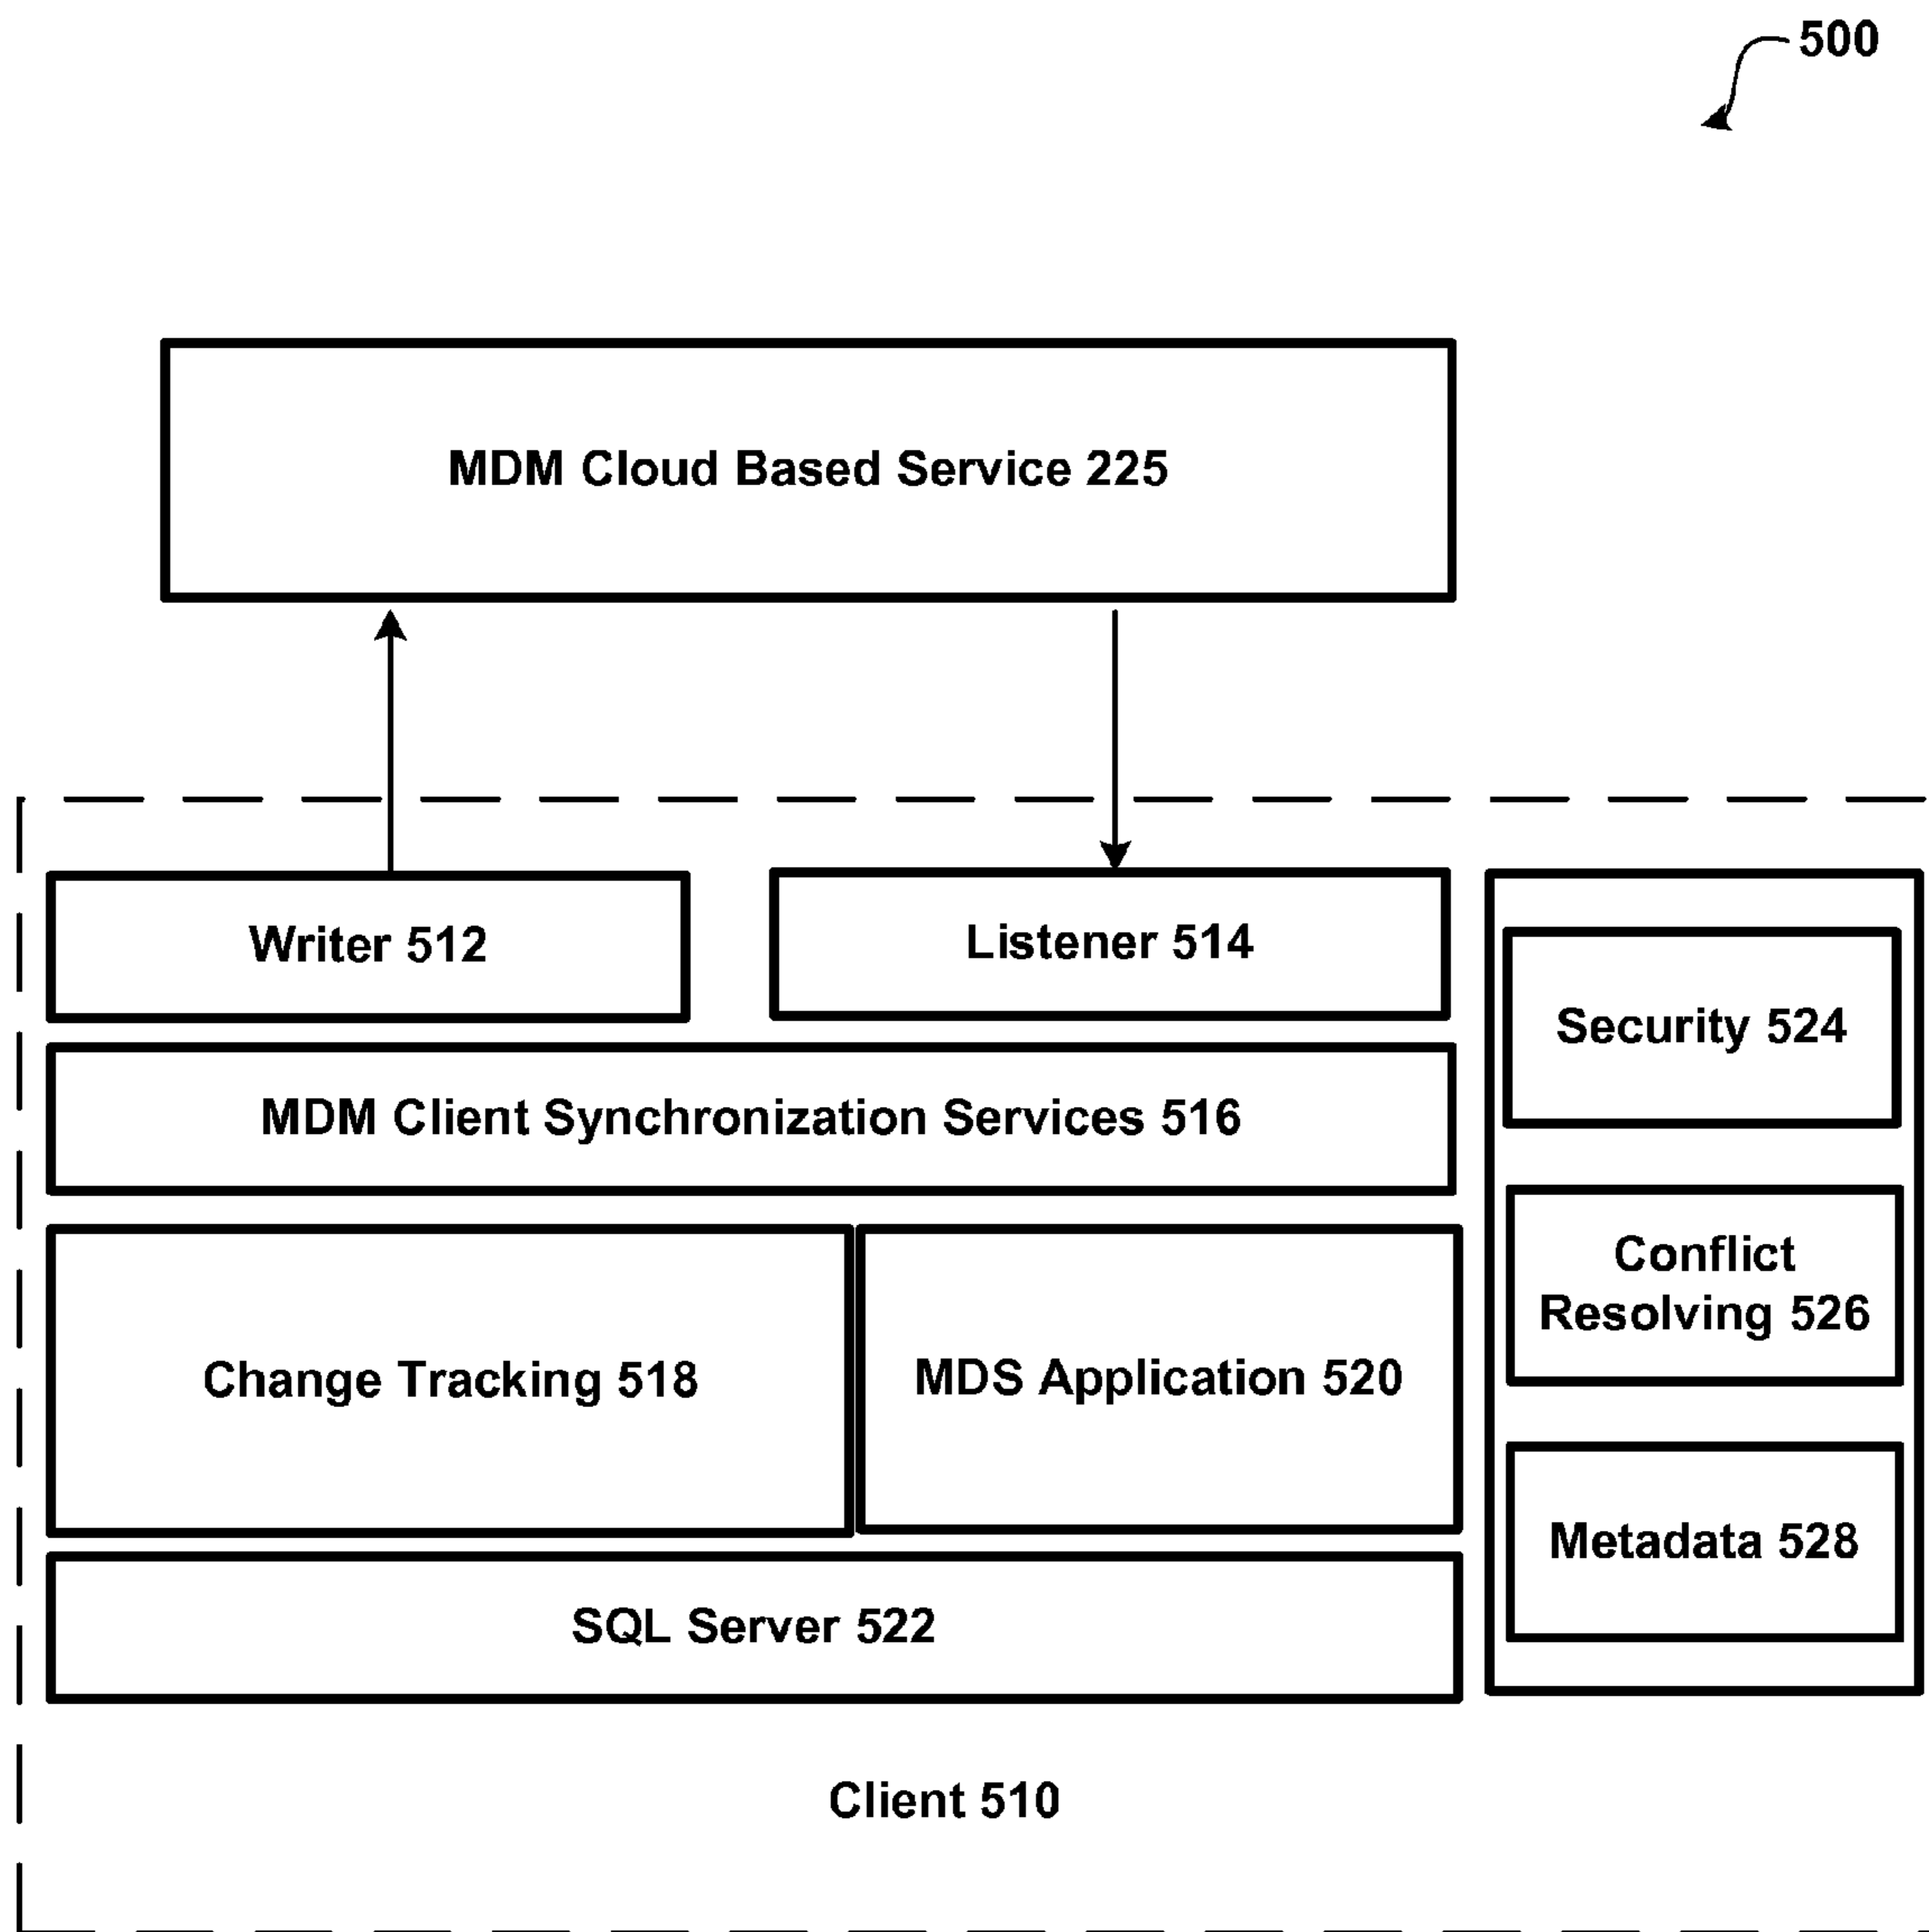 500
MDM Cloud Based Service 225
Writer 512
Listener 514
Security 524
MDM Client Synchronization Services 516
Conflict
Resolving 526
Change Tracking 518
MDS Application 520
Metadata 528
SQL Server 522
Client 510